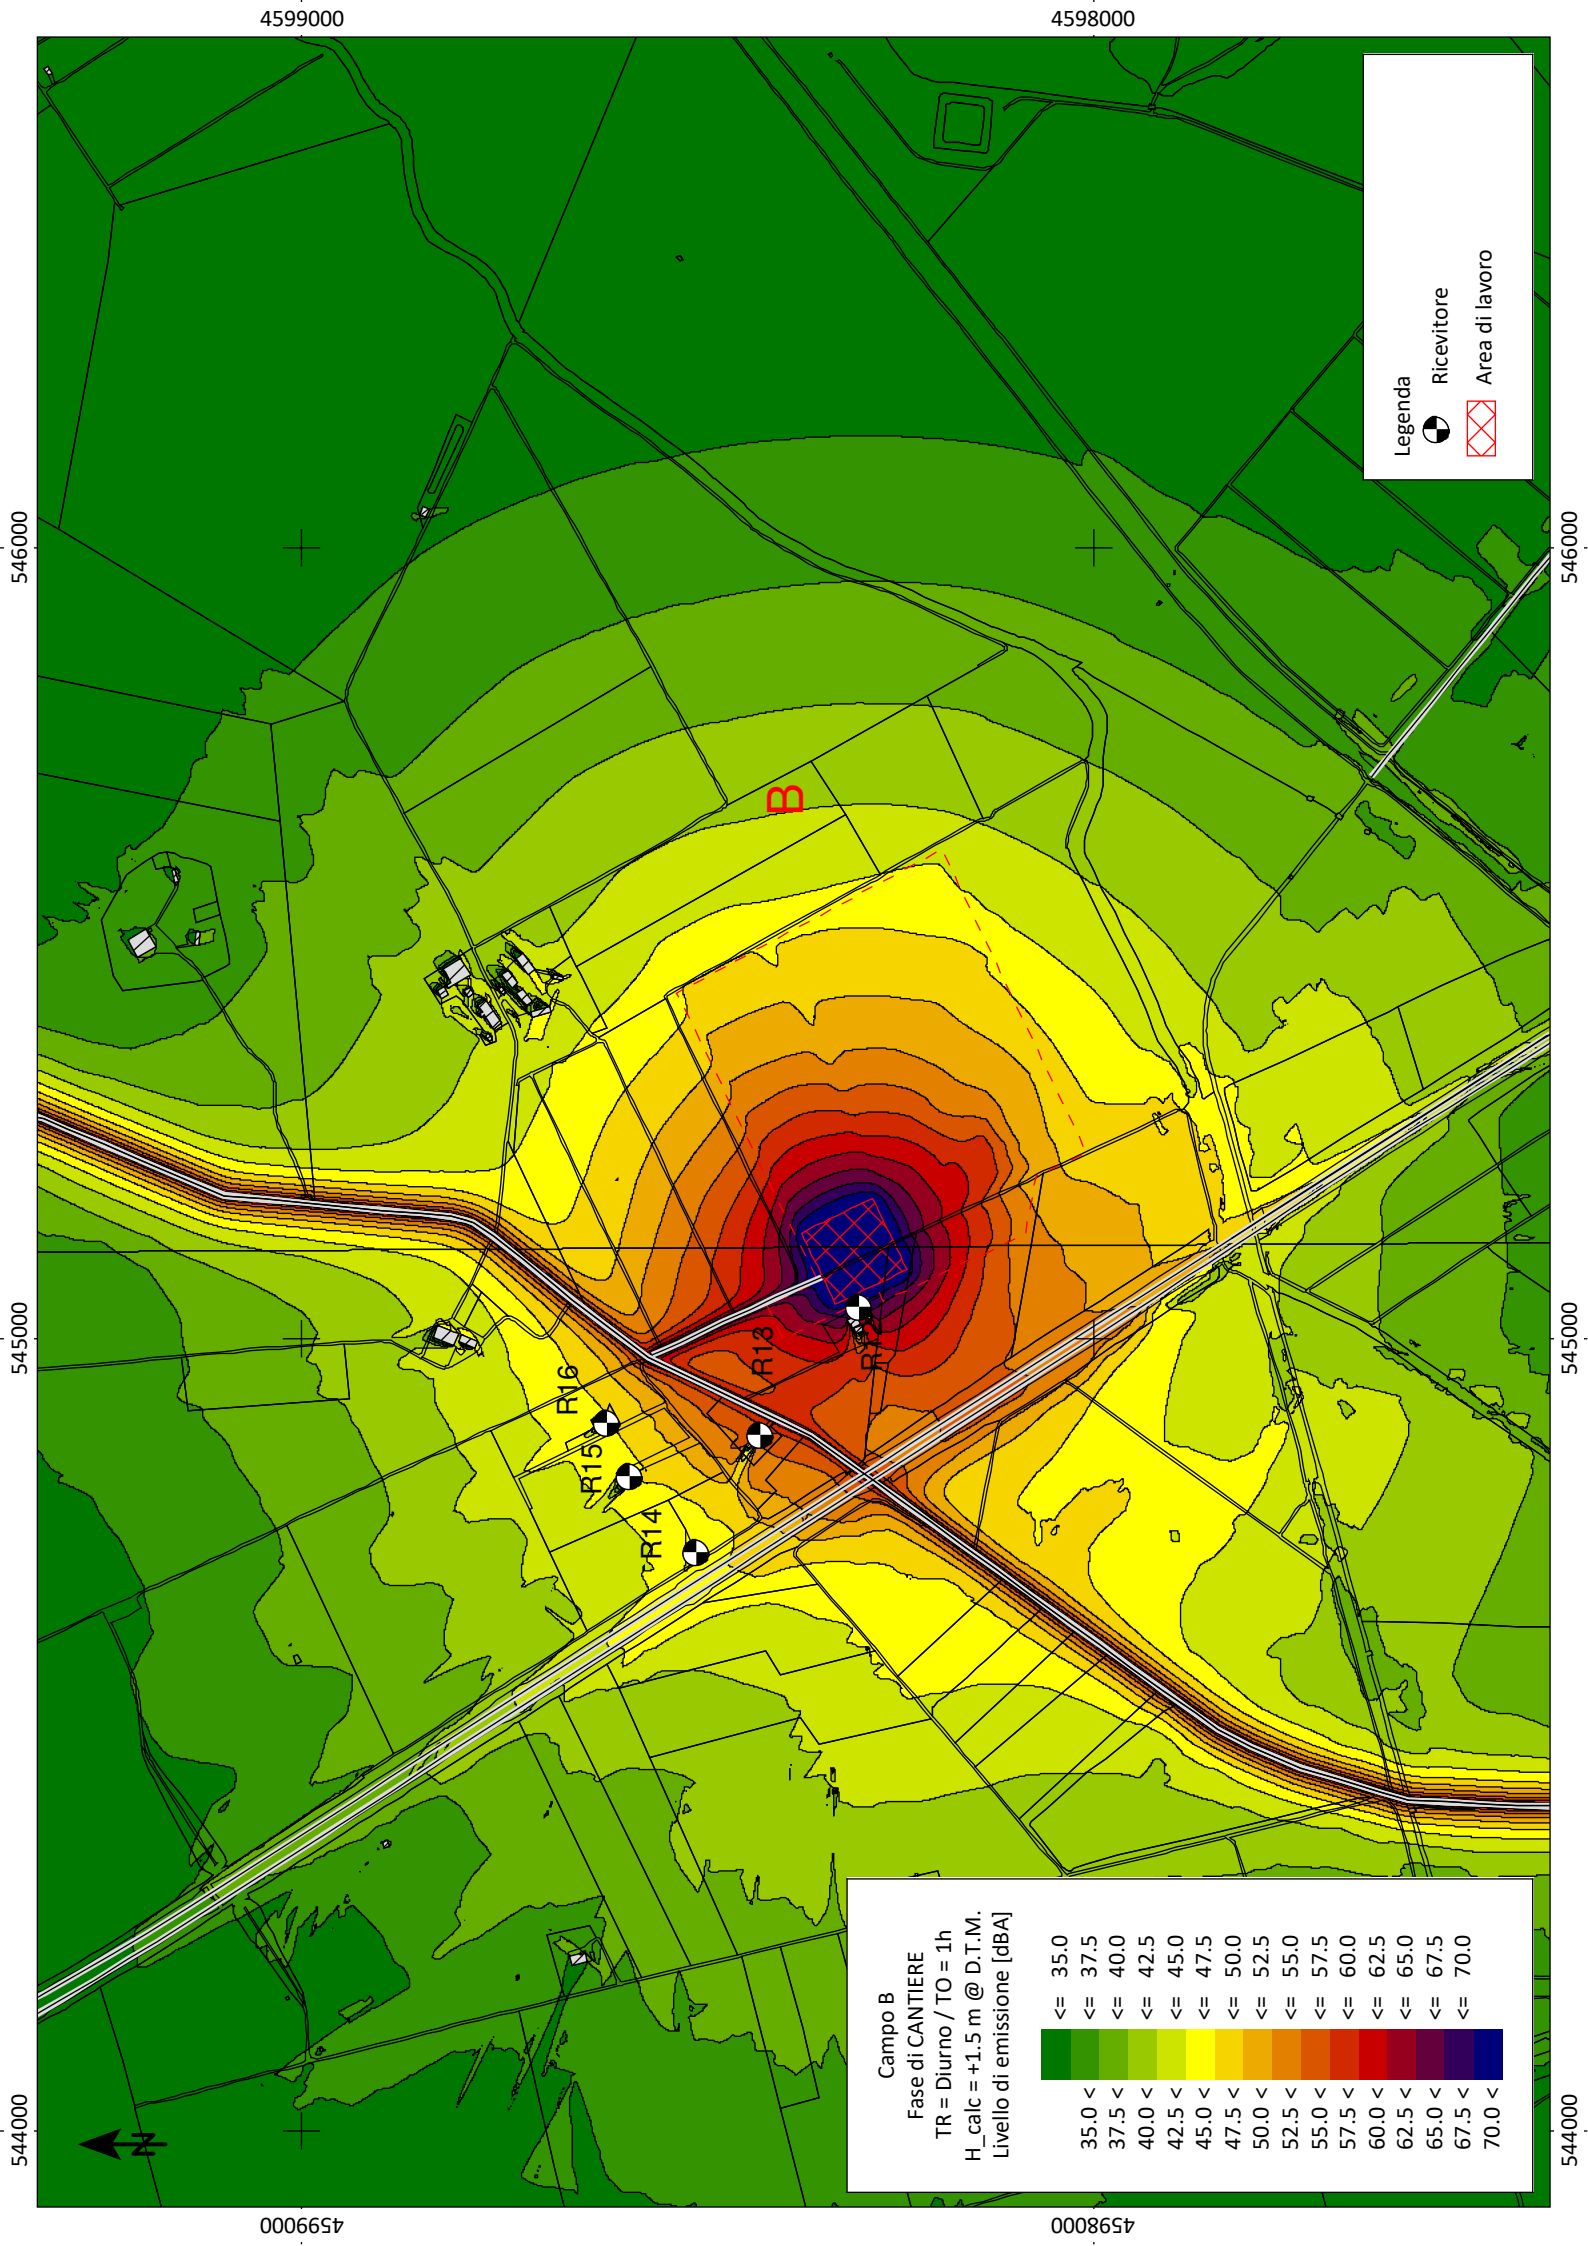 4599000
4598000
546000
546000
545000
545000
544000
544000
4599000
4598000
N
B
R16
R15
R14
R13
Legenda
Ricevitore
Area di lavoro
Campo B
Fase di CANTIERE
TR = Diurno / TO = 1h
H_calc = +1.5 m @ D.T.M.
Livello di emissione [dBA]
<= 35.0
35.0 < <= 37.5
37.5 < <= 40.0
40.0 < <= 42.5
42.5 < <= 45.0
45.0 < <= 47.5
47.5 < <= 50.0
50.0 < <= 52.5
52.5 < <= 55.0
55.0 < <= 57.5
57.5 < <= 60.0
60.0 < <= 62.5
62.5 < <= 65.0
65.0 < <= 67.5
67.5 < <= 70.0
70.0 <